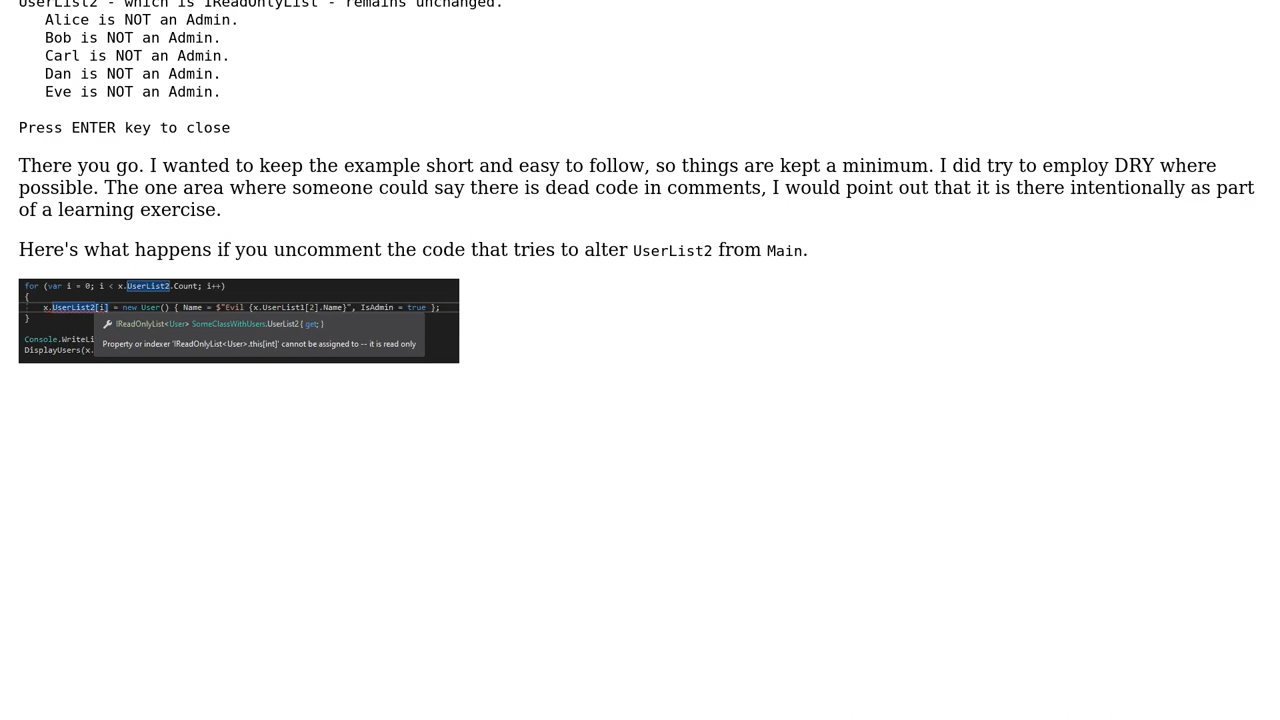 UserList2 - which is IReadOnlyList - remains unchanged.
Alice is NOT an Admin.
Bob is NOT an Admin.
Carl is NOT an Admin.
Dan is NOT an Admin.
Eve is NOT an Admin.
Press ENTER key to close
There you go. I wanted to keep the example short and easy to follow, so things are kept a minimum. I did try to employ DRY where
possible. The one area where someone could say there is dead code in comments, I would point out that it is there intentionally as part
of a learning exercise.
Here's what happens if you uncomment the code that tries to alter UserList2 from Main.
for (var i = 0; i < x.UserList2.Count; i++)
{
x.UserList2[i] = new User() { Name = $"Evil {x.UserList1[2].Name}", IsAdmin = true };
}
IReadOnlyList<User> SomeClassWithUsers.UserList2 { get; }
Console.WriteLi
Property or indexer 'IReadOnlyList<User>.this[int]' cannot be assigned to -- it is read only
DisplayUsers(x.